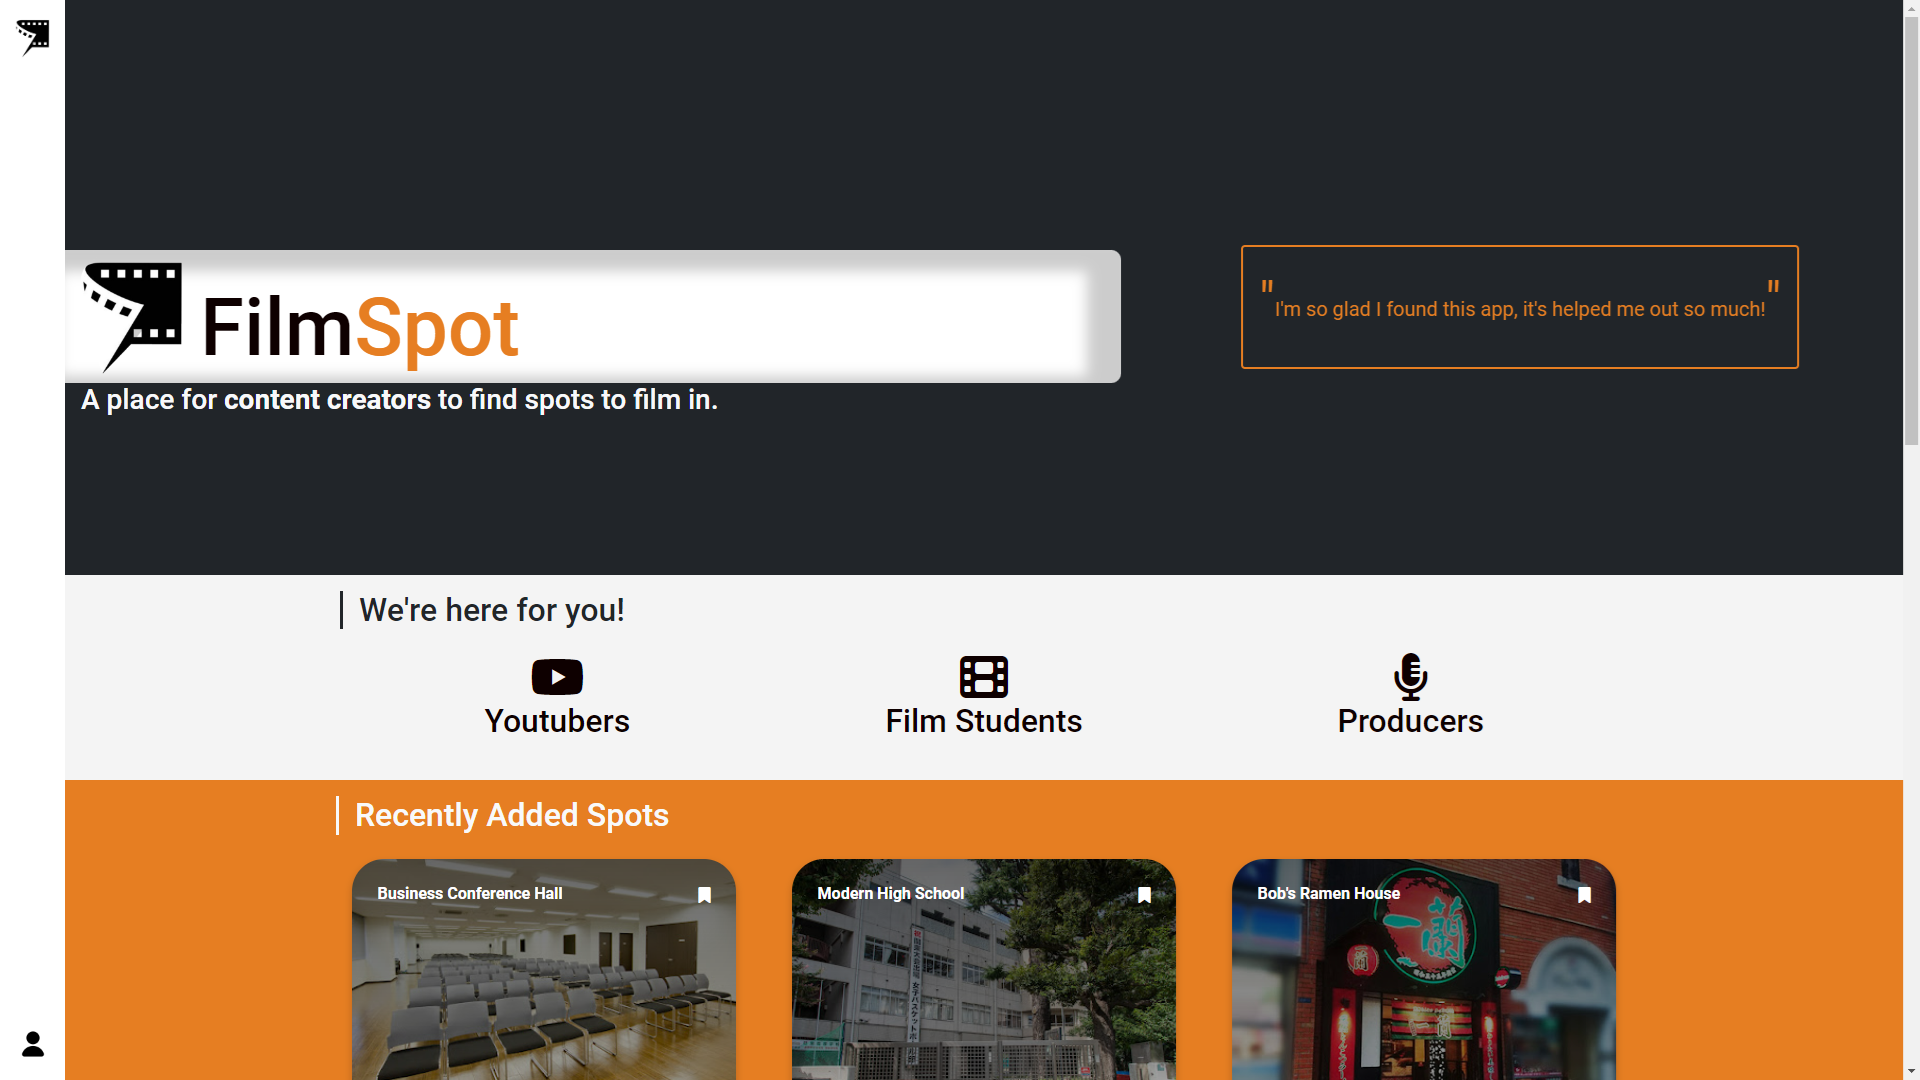 FilmSpot
A place for content creators to find spots to film in.
"I'm so glad I found this app, it's helped me out so much!"
We're here for you!
Youtubers
Film Students
Producers
Recently Added Spots
Business Conference Hall
Modern High School
Bob's Ramen House
一蘭